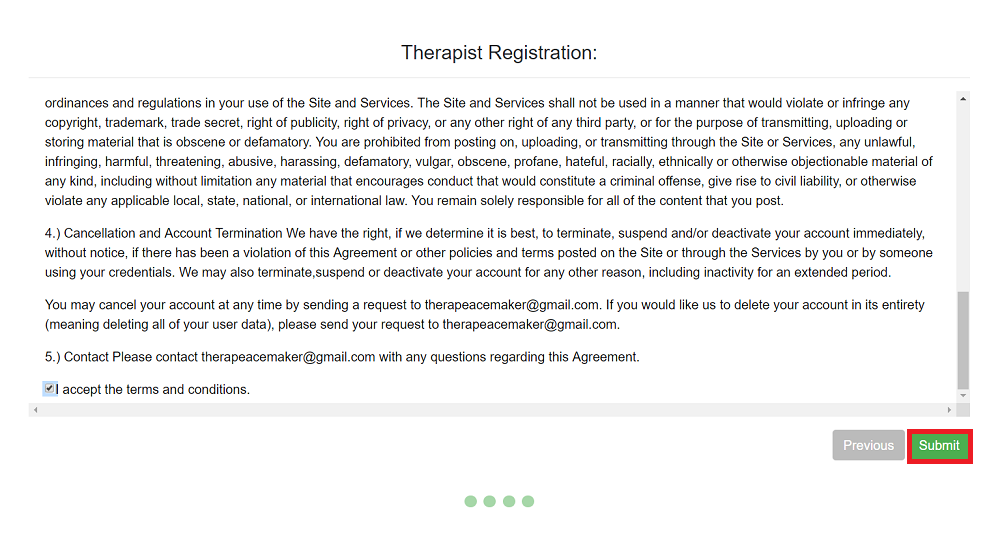 Therapist Registration:
ordinances and regulations in your use of the Site and Services. The Site and Services shall not be used in a manner that would violate or infringe any
copyright, trademark, trade secret, right of publicity, right of privacy, or any other right of any third party, or for the purpose of transmitting, uploading or
storing material that is obscene or defamatory. You are prohibited from posting on, uploading, or transmitting through the Site or Services, any unlawful,
infringing, harmful, threatening, abusive, harassing, defamatory, vulgar, obscene, profane, hateful, racially, ethnically or otherwise objectionable material of
any kind, including without limitation any material that encourages conduct that would constitute a criminal offense, give rise to civil liability, or otherwise
violate any applicable local, state, national, or international law. You remain solely responsible for all of the content that you post.
4.) Cancellation and Account Termination We have the right, if we determine it is best, to terminate, suspend and/or deactivate your account immediately,
without notice, if there has been a violation of this Agreement or other policies and terms posted on the Site or through the Services by you or by someone
using your credentials. We may also terminate,suspend or deactivate your account for any other reason, including inactivity for an extended period.
You may cancel your account at any time by sending a request to therapeacemaker@gmail.com. If you would like us to delete your account in its entirety
(meaning deleting all of your user data), please send your request to therapeacemaker@gmail.com.
5.) Contact Please contact therapeacemaker@gmail.com with any questions regarding this Agreement.
I accept the terms and conditions.
Previous Submit